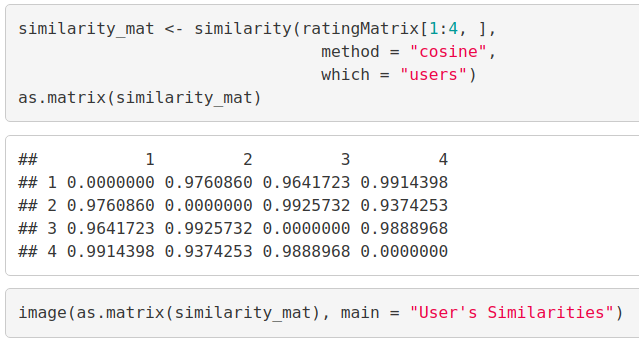 similarity_mat <- similarity(ratingMatrix[1:4, ],
                               method = "cosine",
                               which = "users")
as.matrix(similarity_mat)
##           1         2         3         4
## 1 0.0000000 0.9760860 0.9641723 0.9914398
## 2 0.9760860 0.0000000 0.9925732 0.9374253
## 3 0.9641723 0.9925732 0.0000000 0.9888968
## 4 0.9914398 0.9374253 0.9888968 0.0000000
image(as.matrix(similarity_mat), main = "User's Similarities")